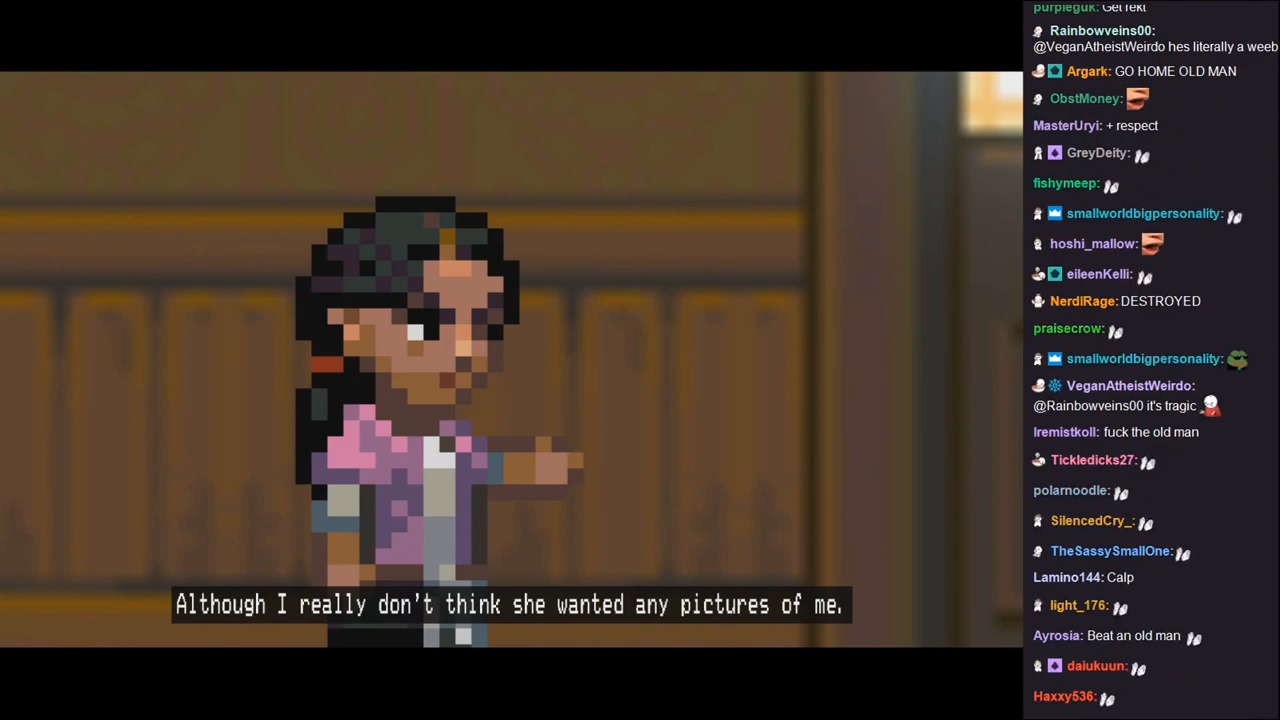 Although I really don't think she wanted any pictures of me.
purpleguk: Get rekt
Rainbowveins00:
@VeganAtheistWeirdo hes literally a weeb
Argark: GO HOME OLD MAN
ObstMoney:
MasterUryi: + respect
GreyDeity:
fishymeep:
smallworldbigpersonality:
hoshi_mallow:
eileenKelli:
NerdIRage: DESTROYED
praisecrow:
smallworldbigpersonality:
VeganAtheistWeirdo:
@Rainbowveins00 it's tragic
Iremistkoll: fuck the old man
Tickledicks27:
polarnoodle:
SilencedCry_:
TheSassySmallOne:
Lamino144: Calp
light_176:
Ayrosia: Beat an old man
daiukuun:
Haxxy536: